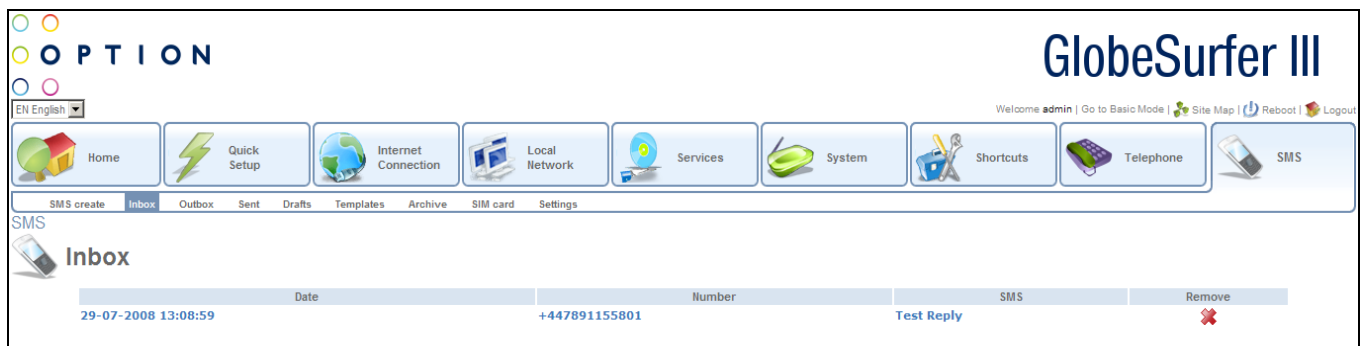 OPTION
GlobeSurfer III
EN English
Welcome admin | Go to Basic Mode | Site Map | Reboot | Logout
Home
Quick Setup
Internet Connection
Local Network
Services
System
Shortcuts
Telephone
SMS
SMS create Inbox Outbox Sent Drafts Templates Archive SIM card Settings
SMS
Inbox
Date Number SMS Remove
29-07-2008 13:08:59 +447891155801 Test Reply